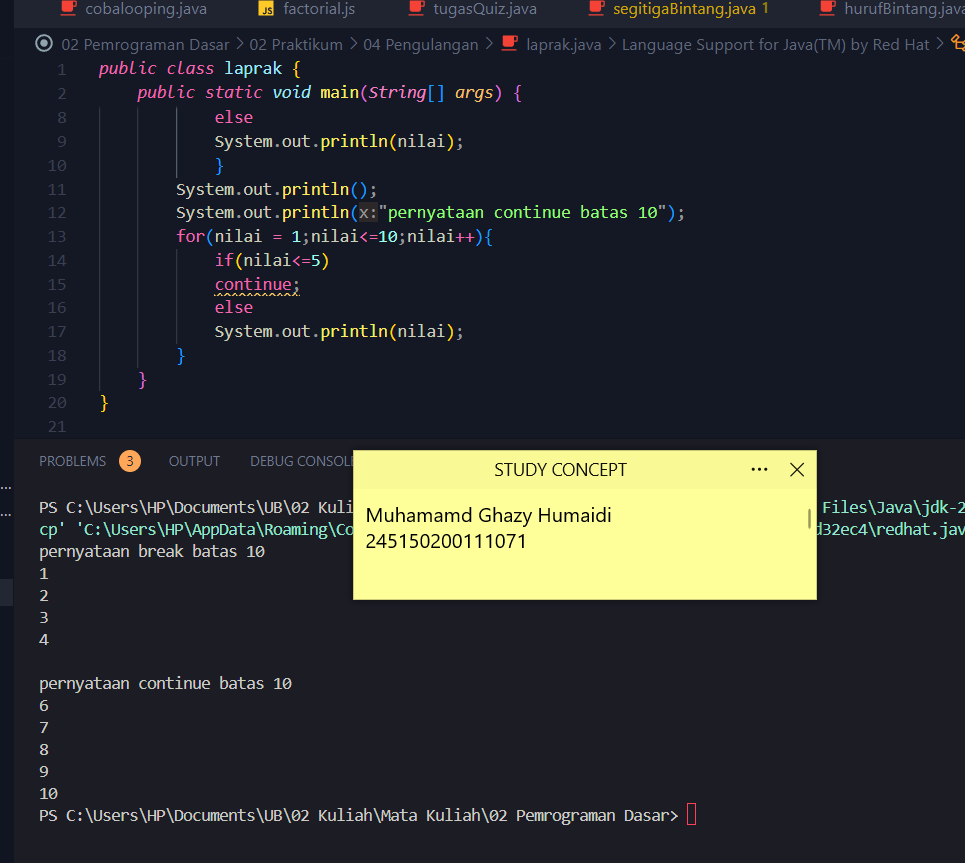 cobalooping.java factorial.js tugasQuiz.java segitigaBintang.java 1 hurufBintang.java
02 Pemrograman Dasar > 02 Praktikum > 04 Pengulangan > laprak.java > Language Support for Java(TM) by Red Hat >
1 public class laprak {
2 public static void main(String[] args) {
8 else
9 System.out.println(nilai);
10 }
11 System.out.println();
12 System.out.println(x:"pernyataan continue batas 10");
13 for(nilai = 1;nilai<=10;nilai++){
14 if(nilai<=5)
15 continue;
16 else
17 System.out.println(nilai);
18 }
19 }
20 }
21
PROBLEMS 3 OUTPUT DEBUG CONSOLE
STUDY CONCEPT
Muhamamd Ghazy Humaidi
245150200111071
PS C:\Users\HP\Documents\UB\02 Kuli Files\Java\jdk-2
cp' 'C:\Users\HP\AppData\Roaming\Co d32ec4\redhat.jav
pernyataan break batas 10
1
2
3
4
pernyataan continue batas 10
6
7
8
9
10
PS C:\Users\HP\Documents\UB\02 Kuliah\Mata Kuliah\02 Pemrograman Dasar>